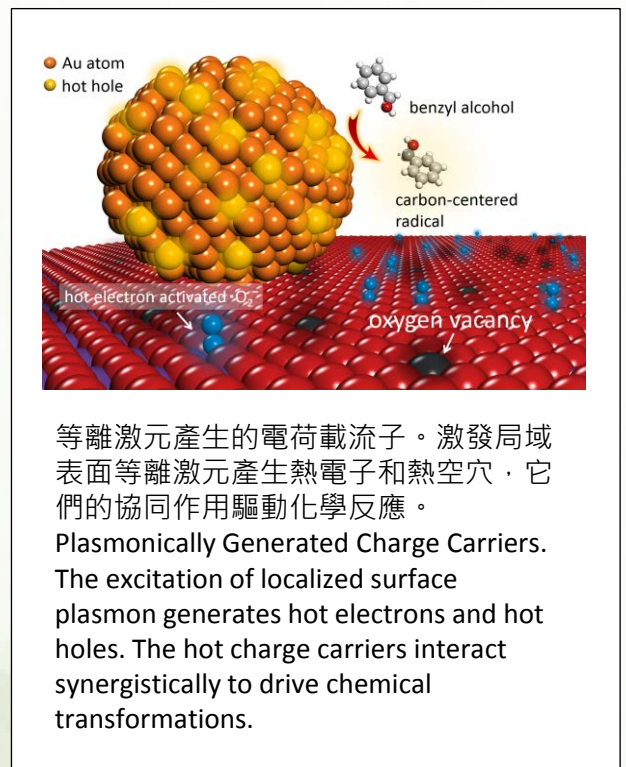 Au atom
hot hole
benzyl alcohol
carbon-centered
radical
hot electron activated ·O₂⁻
oxygen vacancy
等離激元產生的電荷載流子。激發局域
表面等離激元產生熱電子和熱空穴，它
們的協同作用驅動化學反應。
Plasmonically Generated Charge Carriers.
The excitation of localized surface
plasmon generates hot electrons and hot
holes. The hot charge carriers interact
synergistically to drive chemical
transformations.